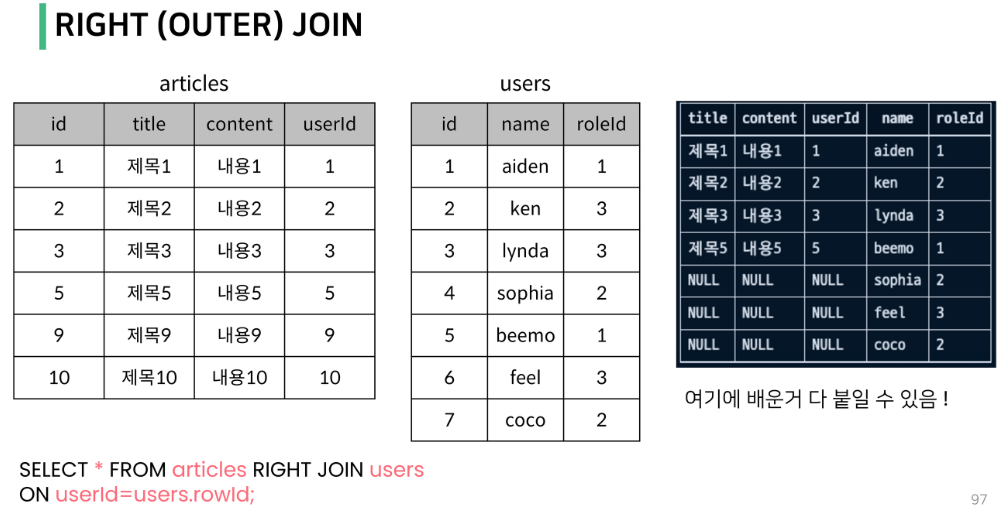 RIGHT (OUTER) JOIN
articles
id title content userId
1 제목1 내용1 1
2 제목2 내용2 2
3 제목3 내용3 3
5 제목5 내용5 5
9 제목9 내용9 9
10 제목10 내용10 10
users
id name roleId
1 aiden 1
2 ken 3
3 lynda 3
4 sophia 2
5 beemo 1
6 feel 3
7 coco 2
title content userId name roleId
제목1 내용1 1 aiden 1
제목2 내용2 2 ken 2
제목3 내용3 3 lynda 3
제목5 내용5 5 beemo 1
NULL NULL NULL sophia 2
NULL NULL NULL feel 3
NULL NULL NULL coco 2
여기에 배운거 다 붙일 수 있음 !
SELECT * FROM articles RIGHT JOIN users
ON userId=users.rowId;
97